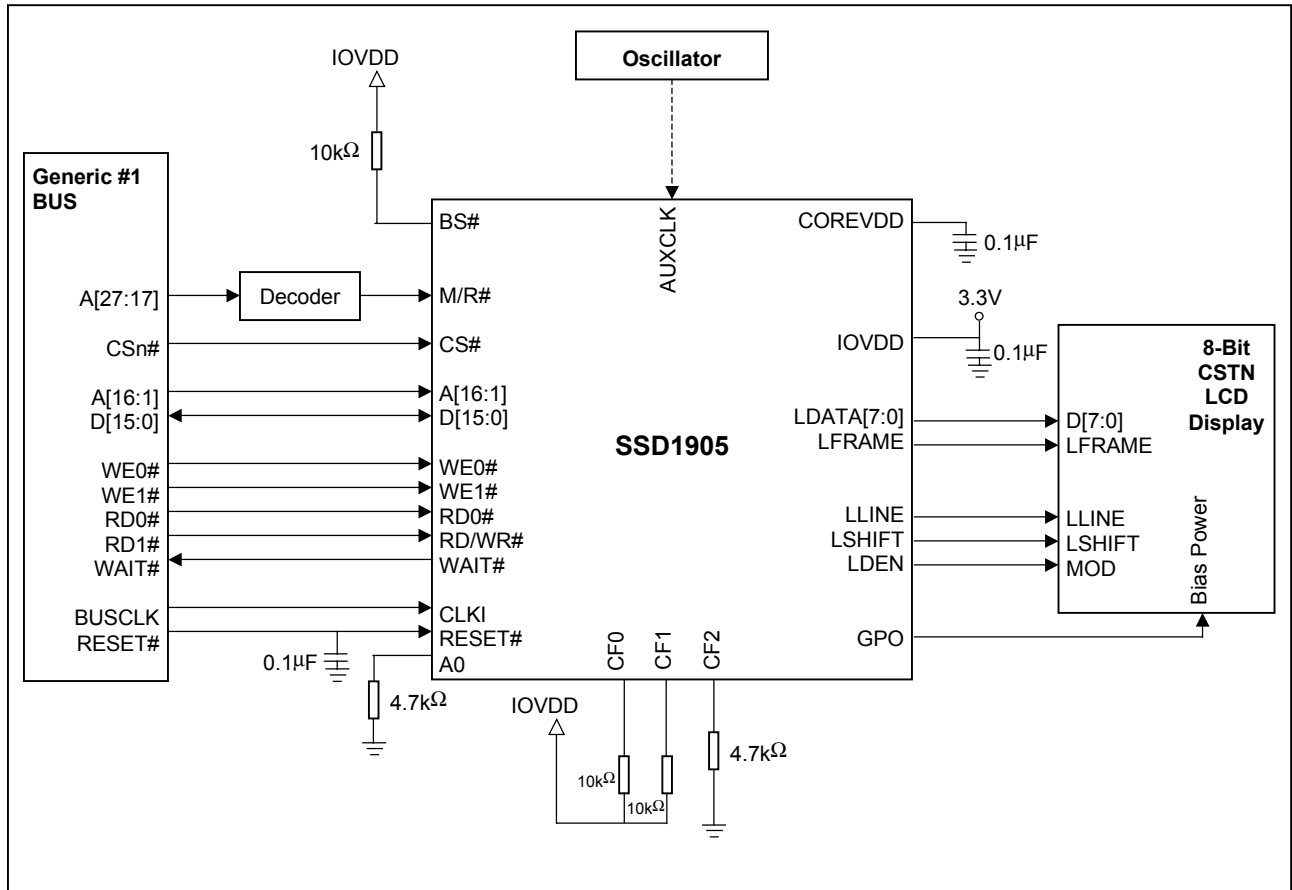 Oscillator
IOVDD
10kΩ
Generic #1
BUS
A[27:17]
CSn#
A[16:1]
D[15:0]
WE0#
WE1#
RD0#
RD1#
WAIT#
BUSCLK
RESET#
Decoder
0.1µF
4.7kΩ
BS#
M/R#
CS#
A[16:1]
D[15:0]
WE0#
WE1#
RD0#
RD/WR#
WAIT#
CLKI
RESET#
A0
AUXCLK
SSD1905
CF0
CF1
CF2
IOVDD
10kΩ
10kΩ
4.7kΩ
COREVDD
IOVDD
LDATA[7:0]
LFRAME
LLINE
LSHIFT
LDEN
GPO
0.1µF
3.3V
0.1µF
8-Bit
CSTN
LCD
Display
D[7:0]
LFRAME
LLINE
LSHIFT
MOD
Bias Power